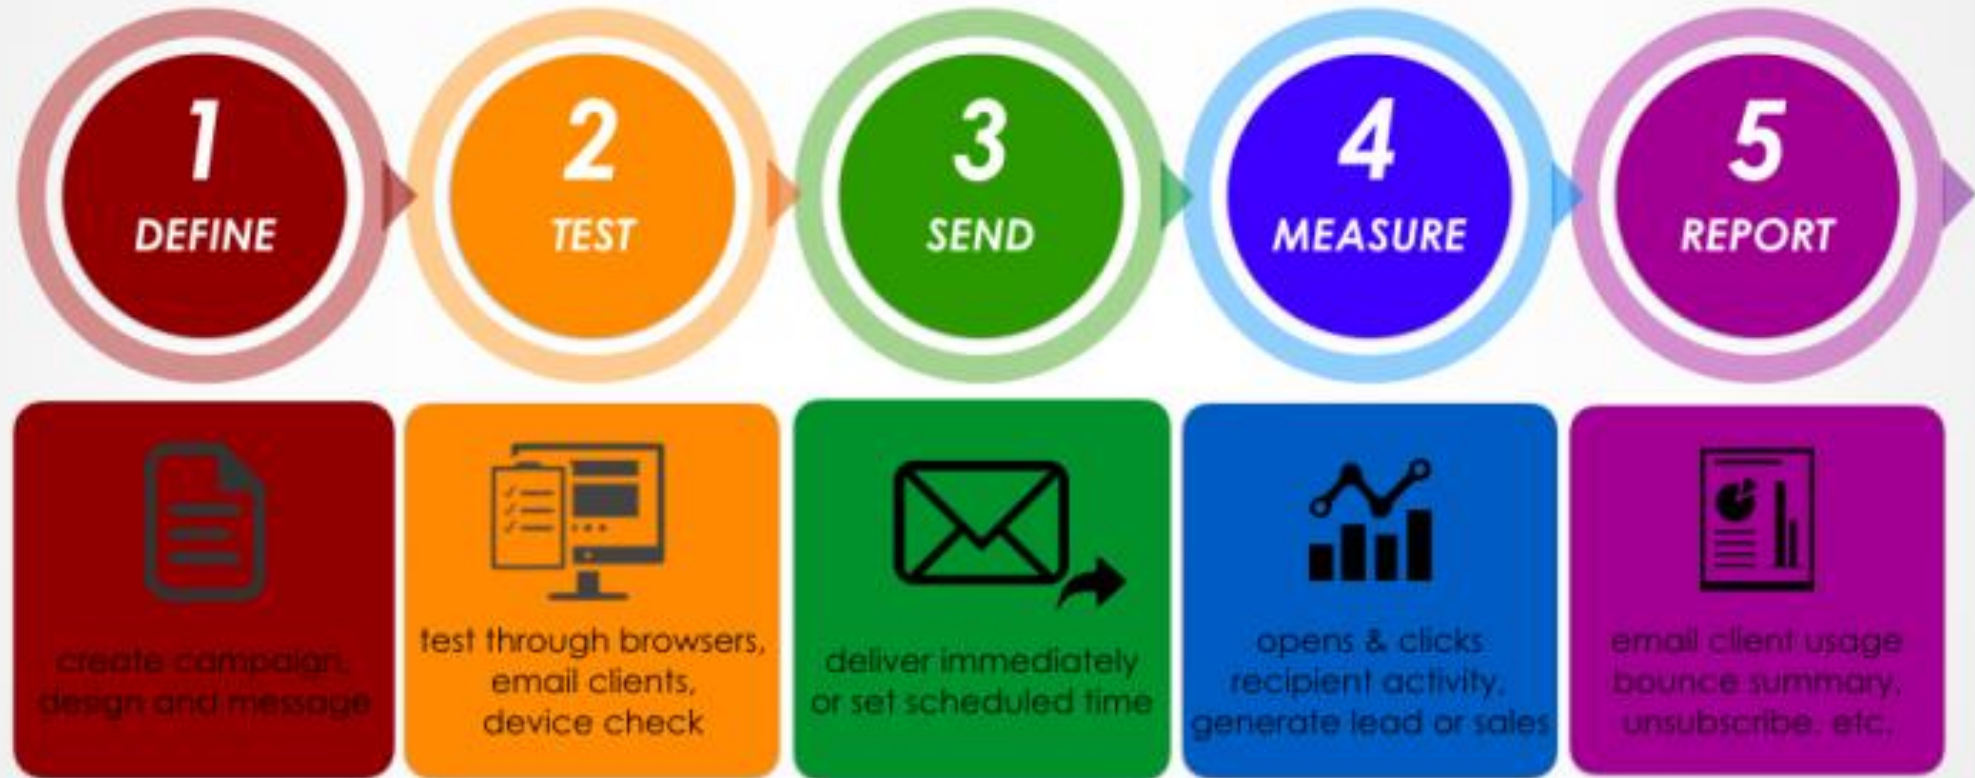 1
DEFINE
2
TEST
3
SEND
4
MEASURE
5
REPORT
create campaign,
design and message
test through browsers,
email clients,
device check
deliver immediately
or set scheduled time
opens & clicks
recipient activity,
generate lead or sales
email client usage
bounce summary,
unsubscribe, etc.